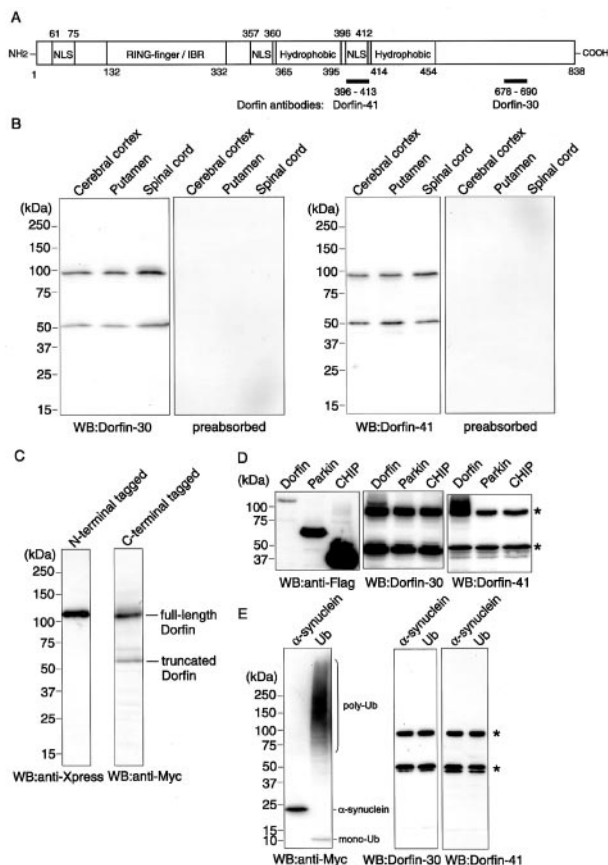 A
61 75 357 360 396 412
NH2 NLS RING-finger / IBR NLS Hydrophobic NLS Hydrophobic COOH
1 132 332 365 395 414 454 838
396 - 413 678 - 690
Dorfin antibodies: Dorfin-41 Dorfin-30
B
Cerebral cortex Putamen Spinal cord Cerebral cortex Putamen Spinal cord Cerebral cortex Putamen Spinal cord Cerebral cortex Putamen Spinal cord
(kDa) (kDa)
250 250
150 150
100 100
75 75
50 50
37 37
25 25
15 15
WB:Dorfin-30 preabsorbed WB:Dorfin-41 preabsorbed
C
N-terminal tagged C-terminal tagged
(kDa)
250
150
100
75
50
37
25
15
full-length
Dorfin
truncated
Dorfin
WB:anti-Xpress WB:anti-Myc
D
Dorfin Parkin CHIP Dorfin Parkin CHIP Dorfin Parkin CHIP
(kDa)
100 *
75
50 *
37
WB:anti-Flag WB:Dorfin-30 WB:Dorfin-41
E
α-synuclein Ub α-synuclein Ub α-synuclein Ub
(kDa)
250
150
100
75
50
37
25
15
10
poly-Ub
α-synuclein
mono-Ub
*
*
WB:anti-Myc WB:Dorfin-30 WB:Dorfin-41